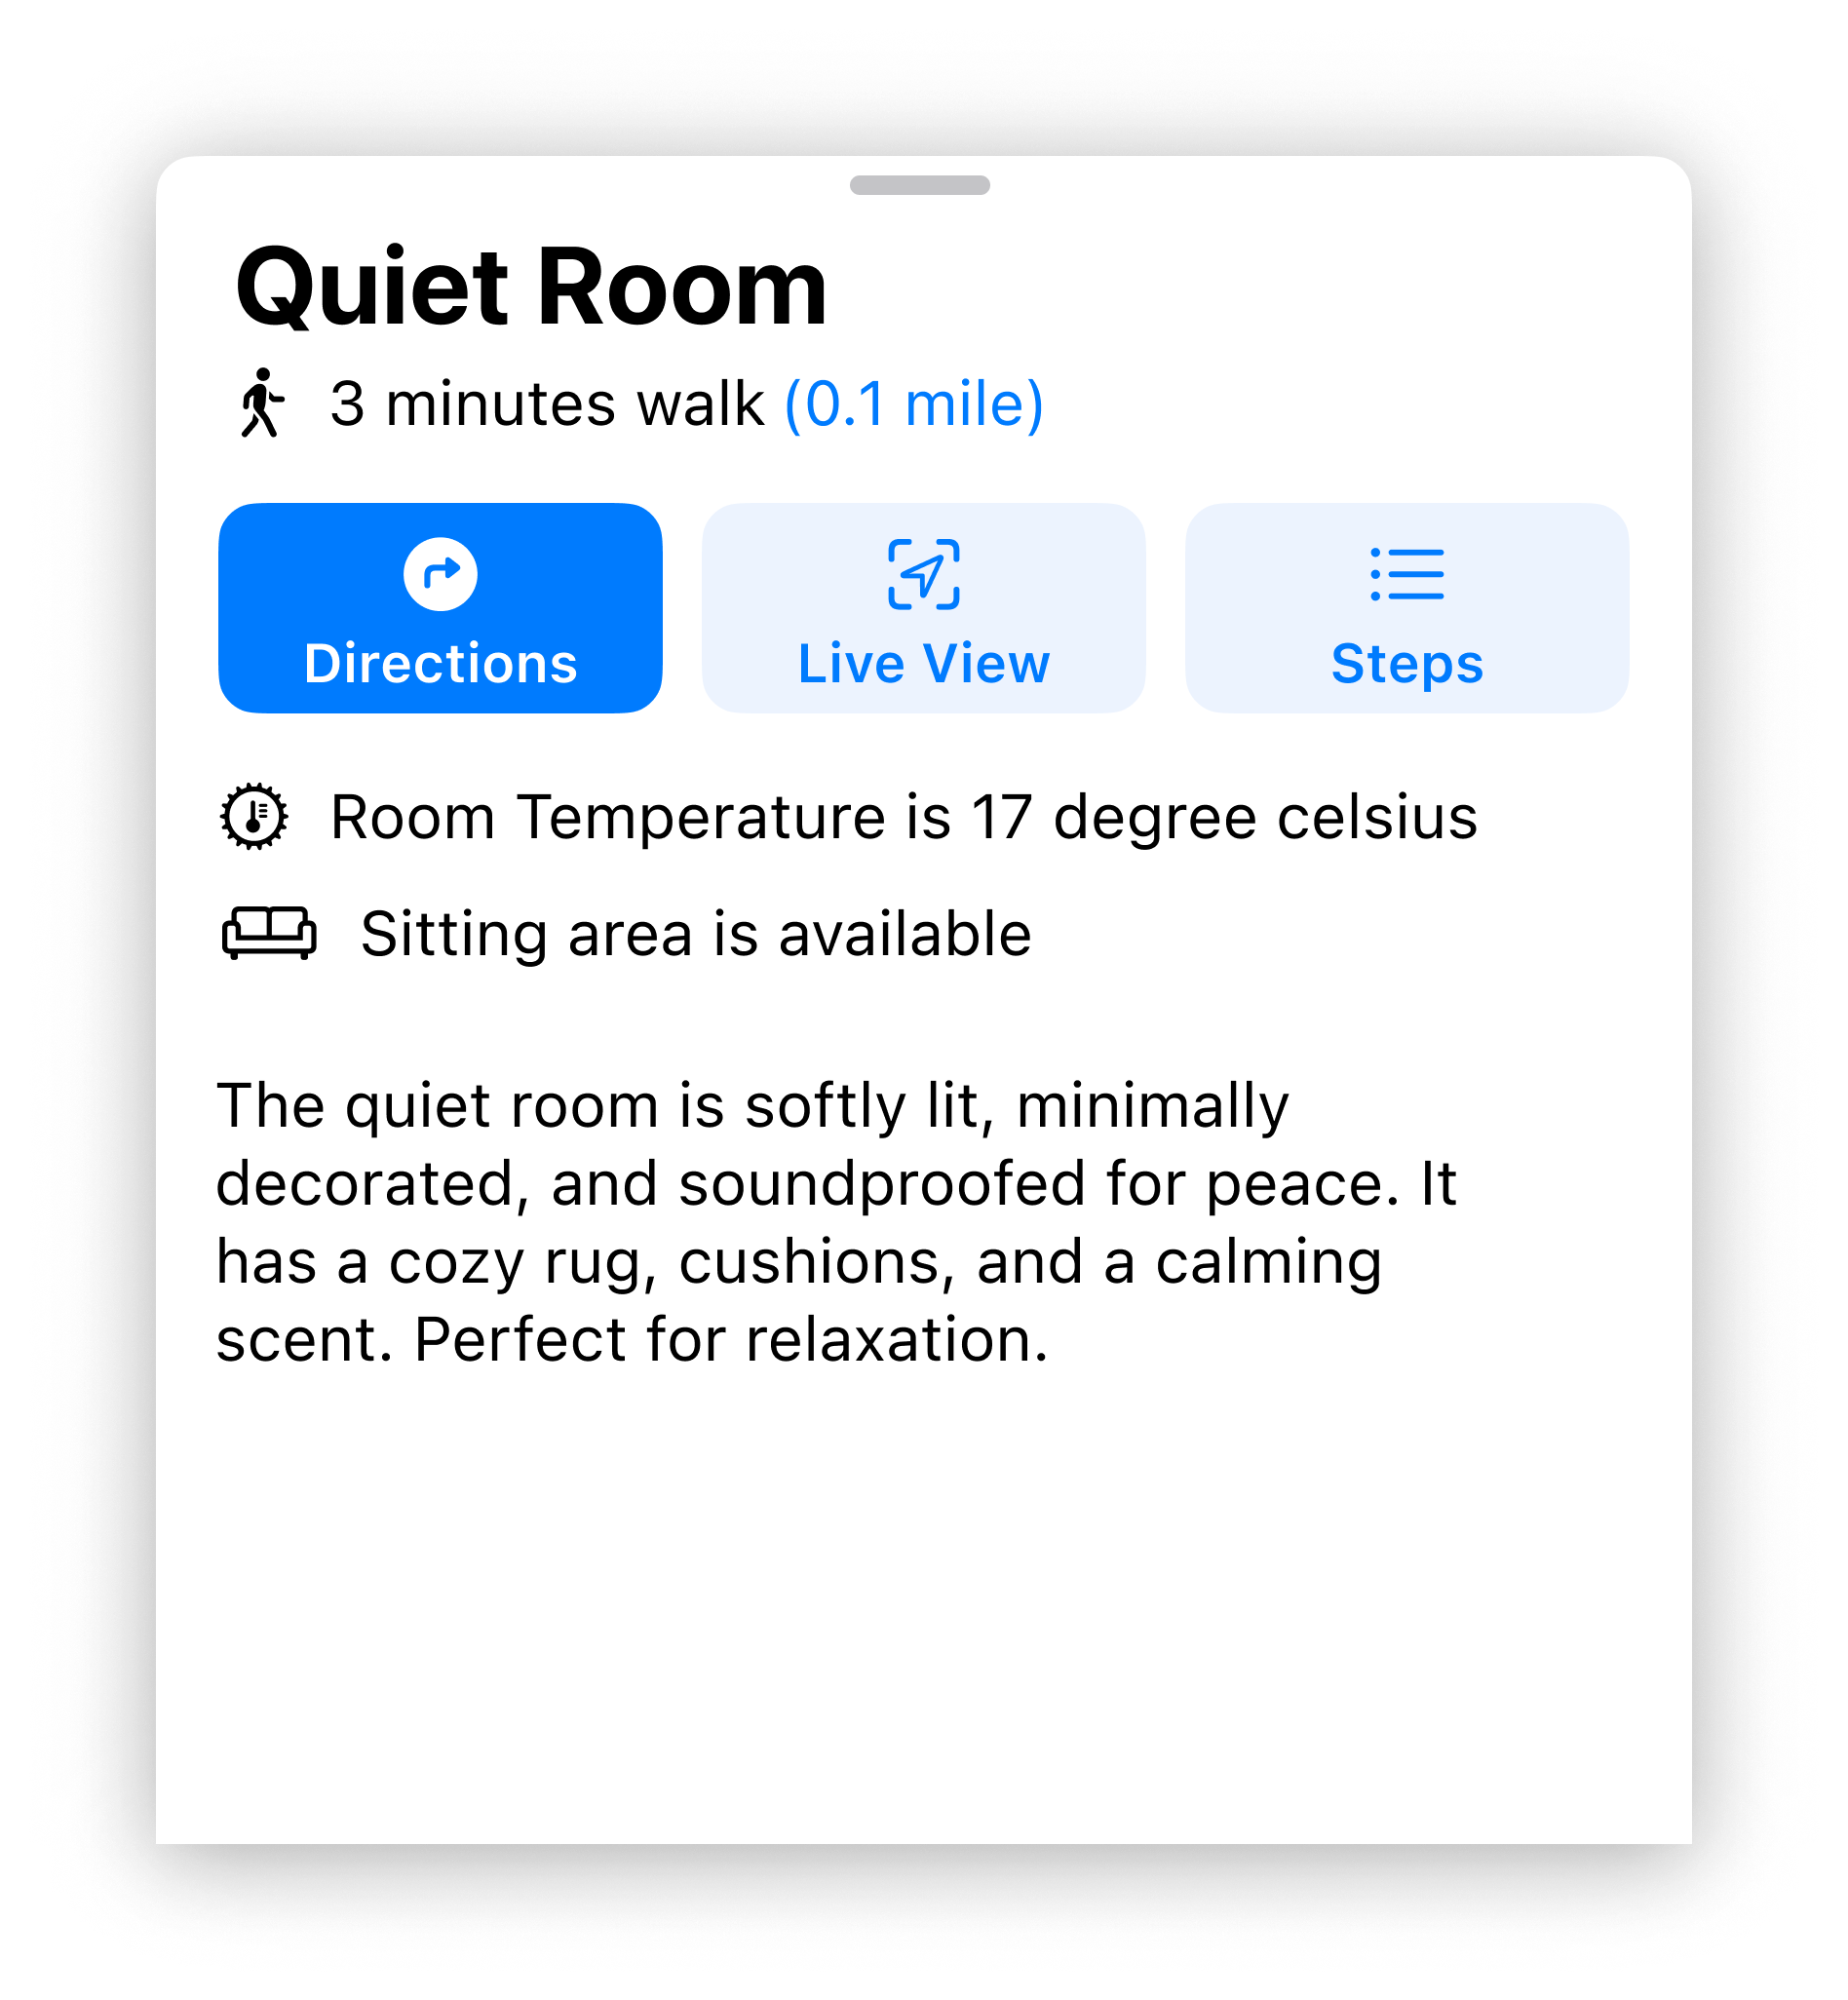 Quiet Room
3 minutes walk (0.1 mile)
Directions
Live View
Steps
Room Temperature is 17 degree celsius
Sitting area is available
The quiet room is softly lit, minimally
decorated, and soundproofed for peace. It
has a cozy rug, cushions, and a calming
scent. Perfect for relaxation.